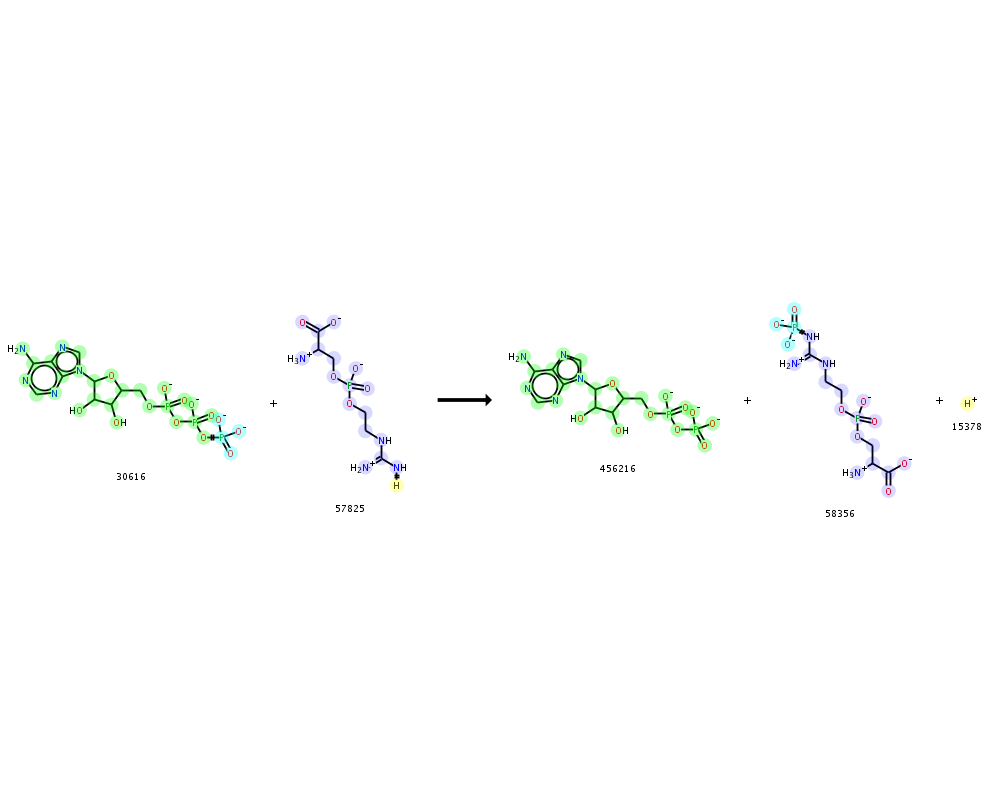 O O⁻
H₃N⁺ O O⁻
P O
O
NH
H₂N⁺ NH
H
H₂N N N
N N N
O
HO OH
O P O O⁻
O P O O⁻
O P O⁻ O⁻
O
30616
+
57825
H₂N N N
N N N
O
HO OH
O P O O⁻
O P O⁻ O⁻
O
456216
+
O
O⁻ P NH
O⁻
H₂N⁺ NH
O O⁻
P O
O
H₃N⁺ O⁻
O
58356
+
H⁺
15378